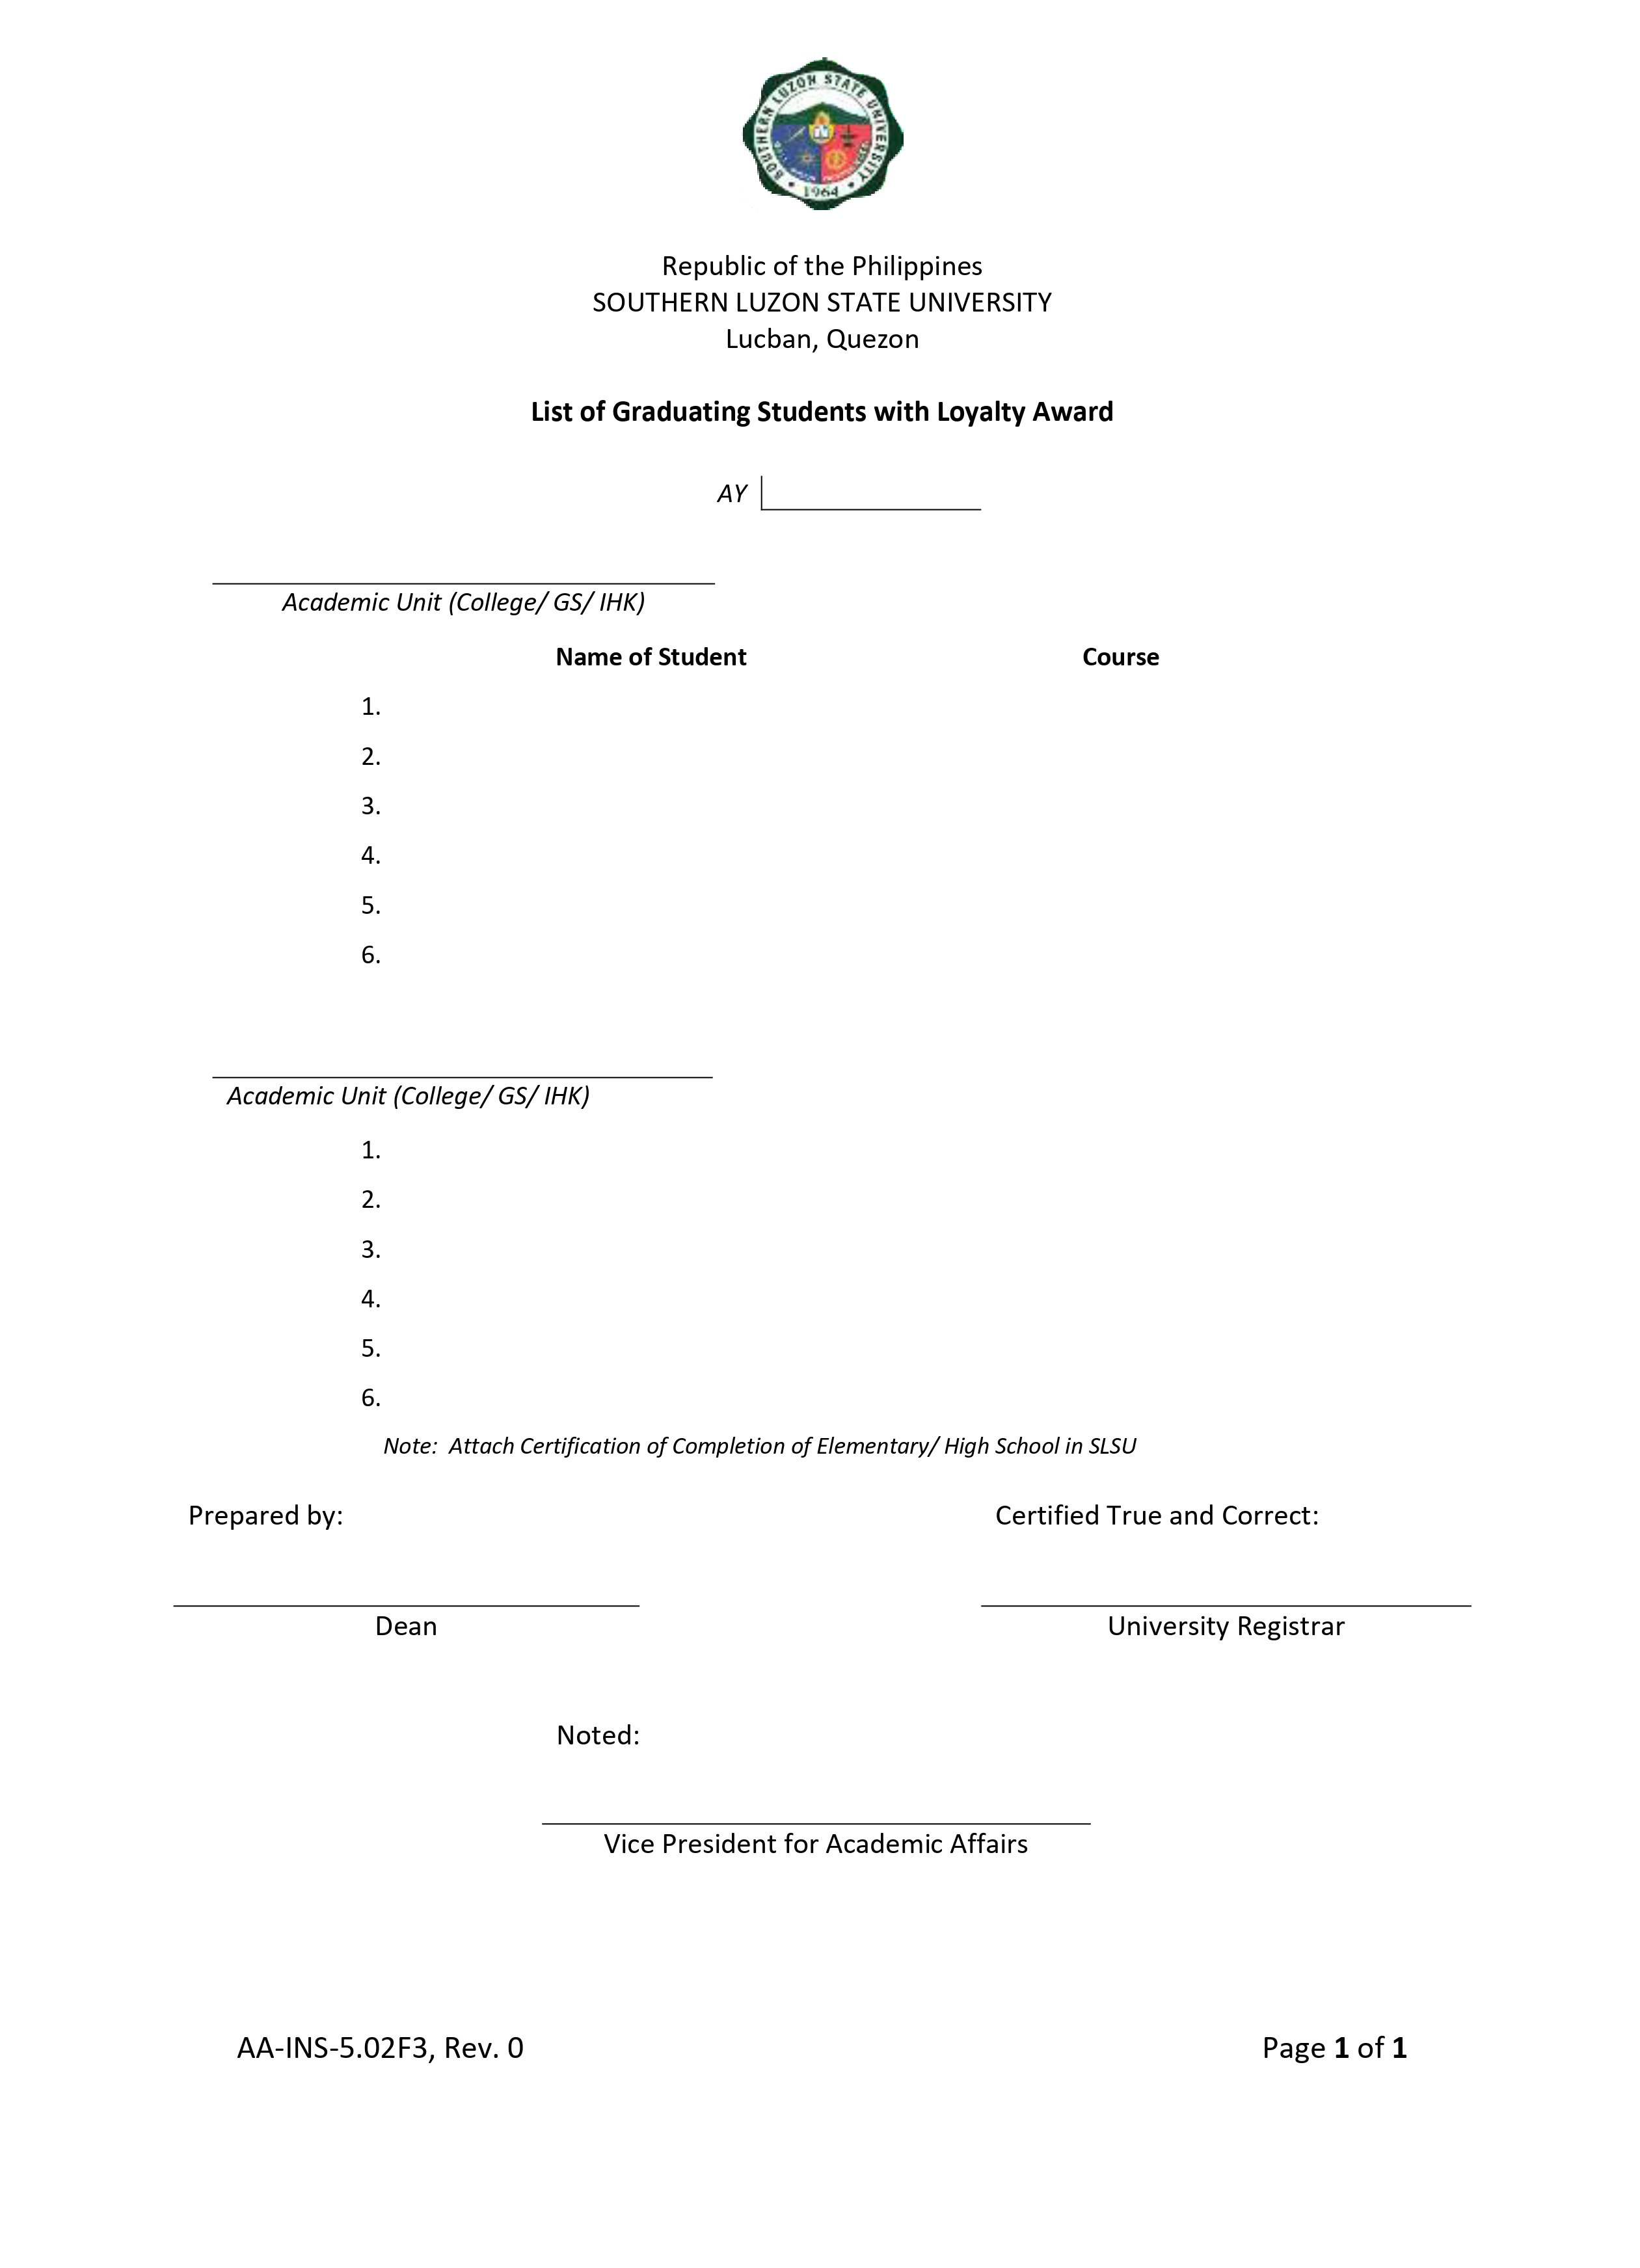 SOUTHERN LUZON STATE UNIVERSITY
1964
Republic of the Philippines
SOUTHERN LUZON STATE UNIVERSITY
Lucban, Quezon
List of Graduating Students with Loyalty Award
AY
Academic Unit (College/ GS/ IHK)
Name of Student Course
1.
2.
3.
4.
5.
6.
Academic Unit (College/ GS/ IHK)
1.
2.
3.
4.
5.
6.
Note: Attach Certification of Completion of Elementary/ High School in SLSU
Prepared by: Certified True and Correct:
Dean University Registrar
Noted:
Vice President for Academic Affairs
AA-INS-5.02F3, Rev. 0 Page 1 of 1